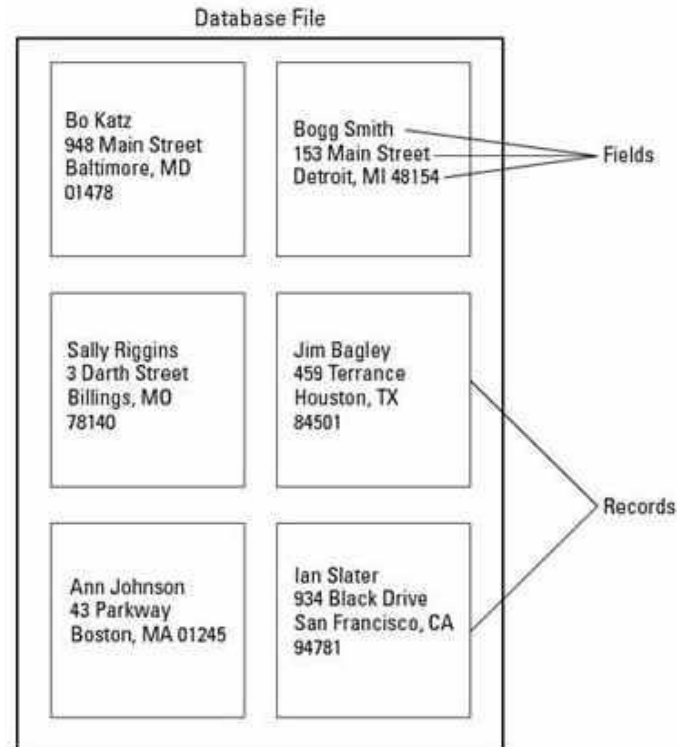 Database File
Bo Katz
948 Main Street
Baltimore, MD
01478
Bogg Smith
153 Main Street
Detroit, MI 48154
Fields
Sally Riggins
3 Darth Street
Billings, MO
78140
Jim Bagley
459 Terrance
Houston, TX
84501
Records
Ann Johnson
43 Parkway
Boston, MA 01245
Ian Slater
934 Black Drive
San Francisco, CA
94781